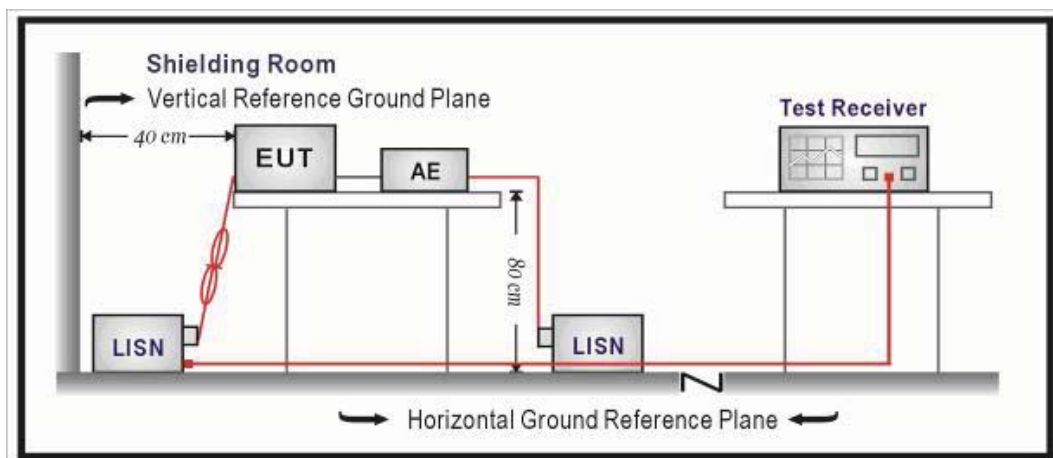 Shielding Room
Vertical Reference Ground Plane
Test Receiver
40 cm
EUT
AE
80 cm
LISN
LISN
Horizontal Ground Reference Plane